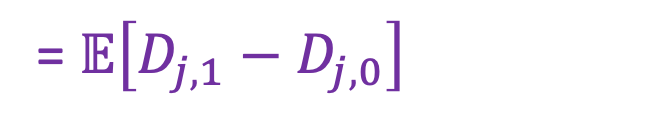 = 𝔼[D_{j,1} − D_{j,0}]